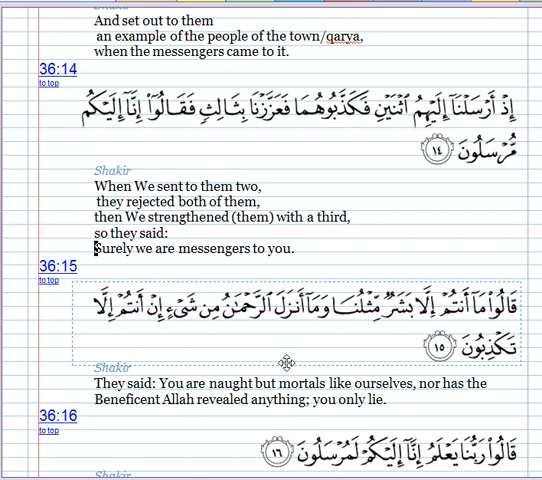 Shakir
And set out to them
an example of the people of the town/qarya,
when the messengers came to it.
36:14
to top
إِذْ أَرْسَلْنَآ إِلَيْهِمُ ٱثْنَيْنِ فَكَذَّبُوهُمَا فَعَزَّزْنَا بِثَالِثٍ فَقَالُوٓا۟ إِنَّآ إِلَيْكُم
مُّرْسَلُونَ ١٤
Shakir
When We sent to them two,
they rejected both of them,
then We strengthened (them) with a third,
so they said:
Surely we are messengers to you.
36:15
to top
قَالُوا۟ مَآ أَنتُمْ إِلَّا بَشَرٌ مِّثْلُنَا وَمَآ أَنزَلَ ٱلرَّحْمَٰنُ مِن شَىْءٍ إِنْ أَنتُمْ إِلَّا
تَكْذِبُونَ ١٥
Shakir
They said: You are naught but mortals like ourselves, nor has the
Beneficent Allah revealed anything; you only lie.
36:16
to top
قَالُوا۟ رَبُّنَا يَعْلَمُ إِنَّآ إِلَيْكُمْ لَمُرْسَلُونَ ١٦
Shakir